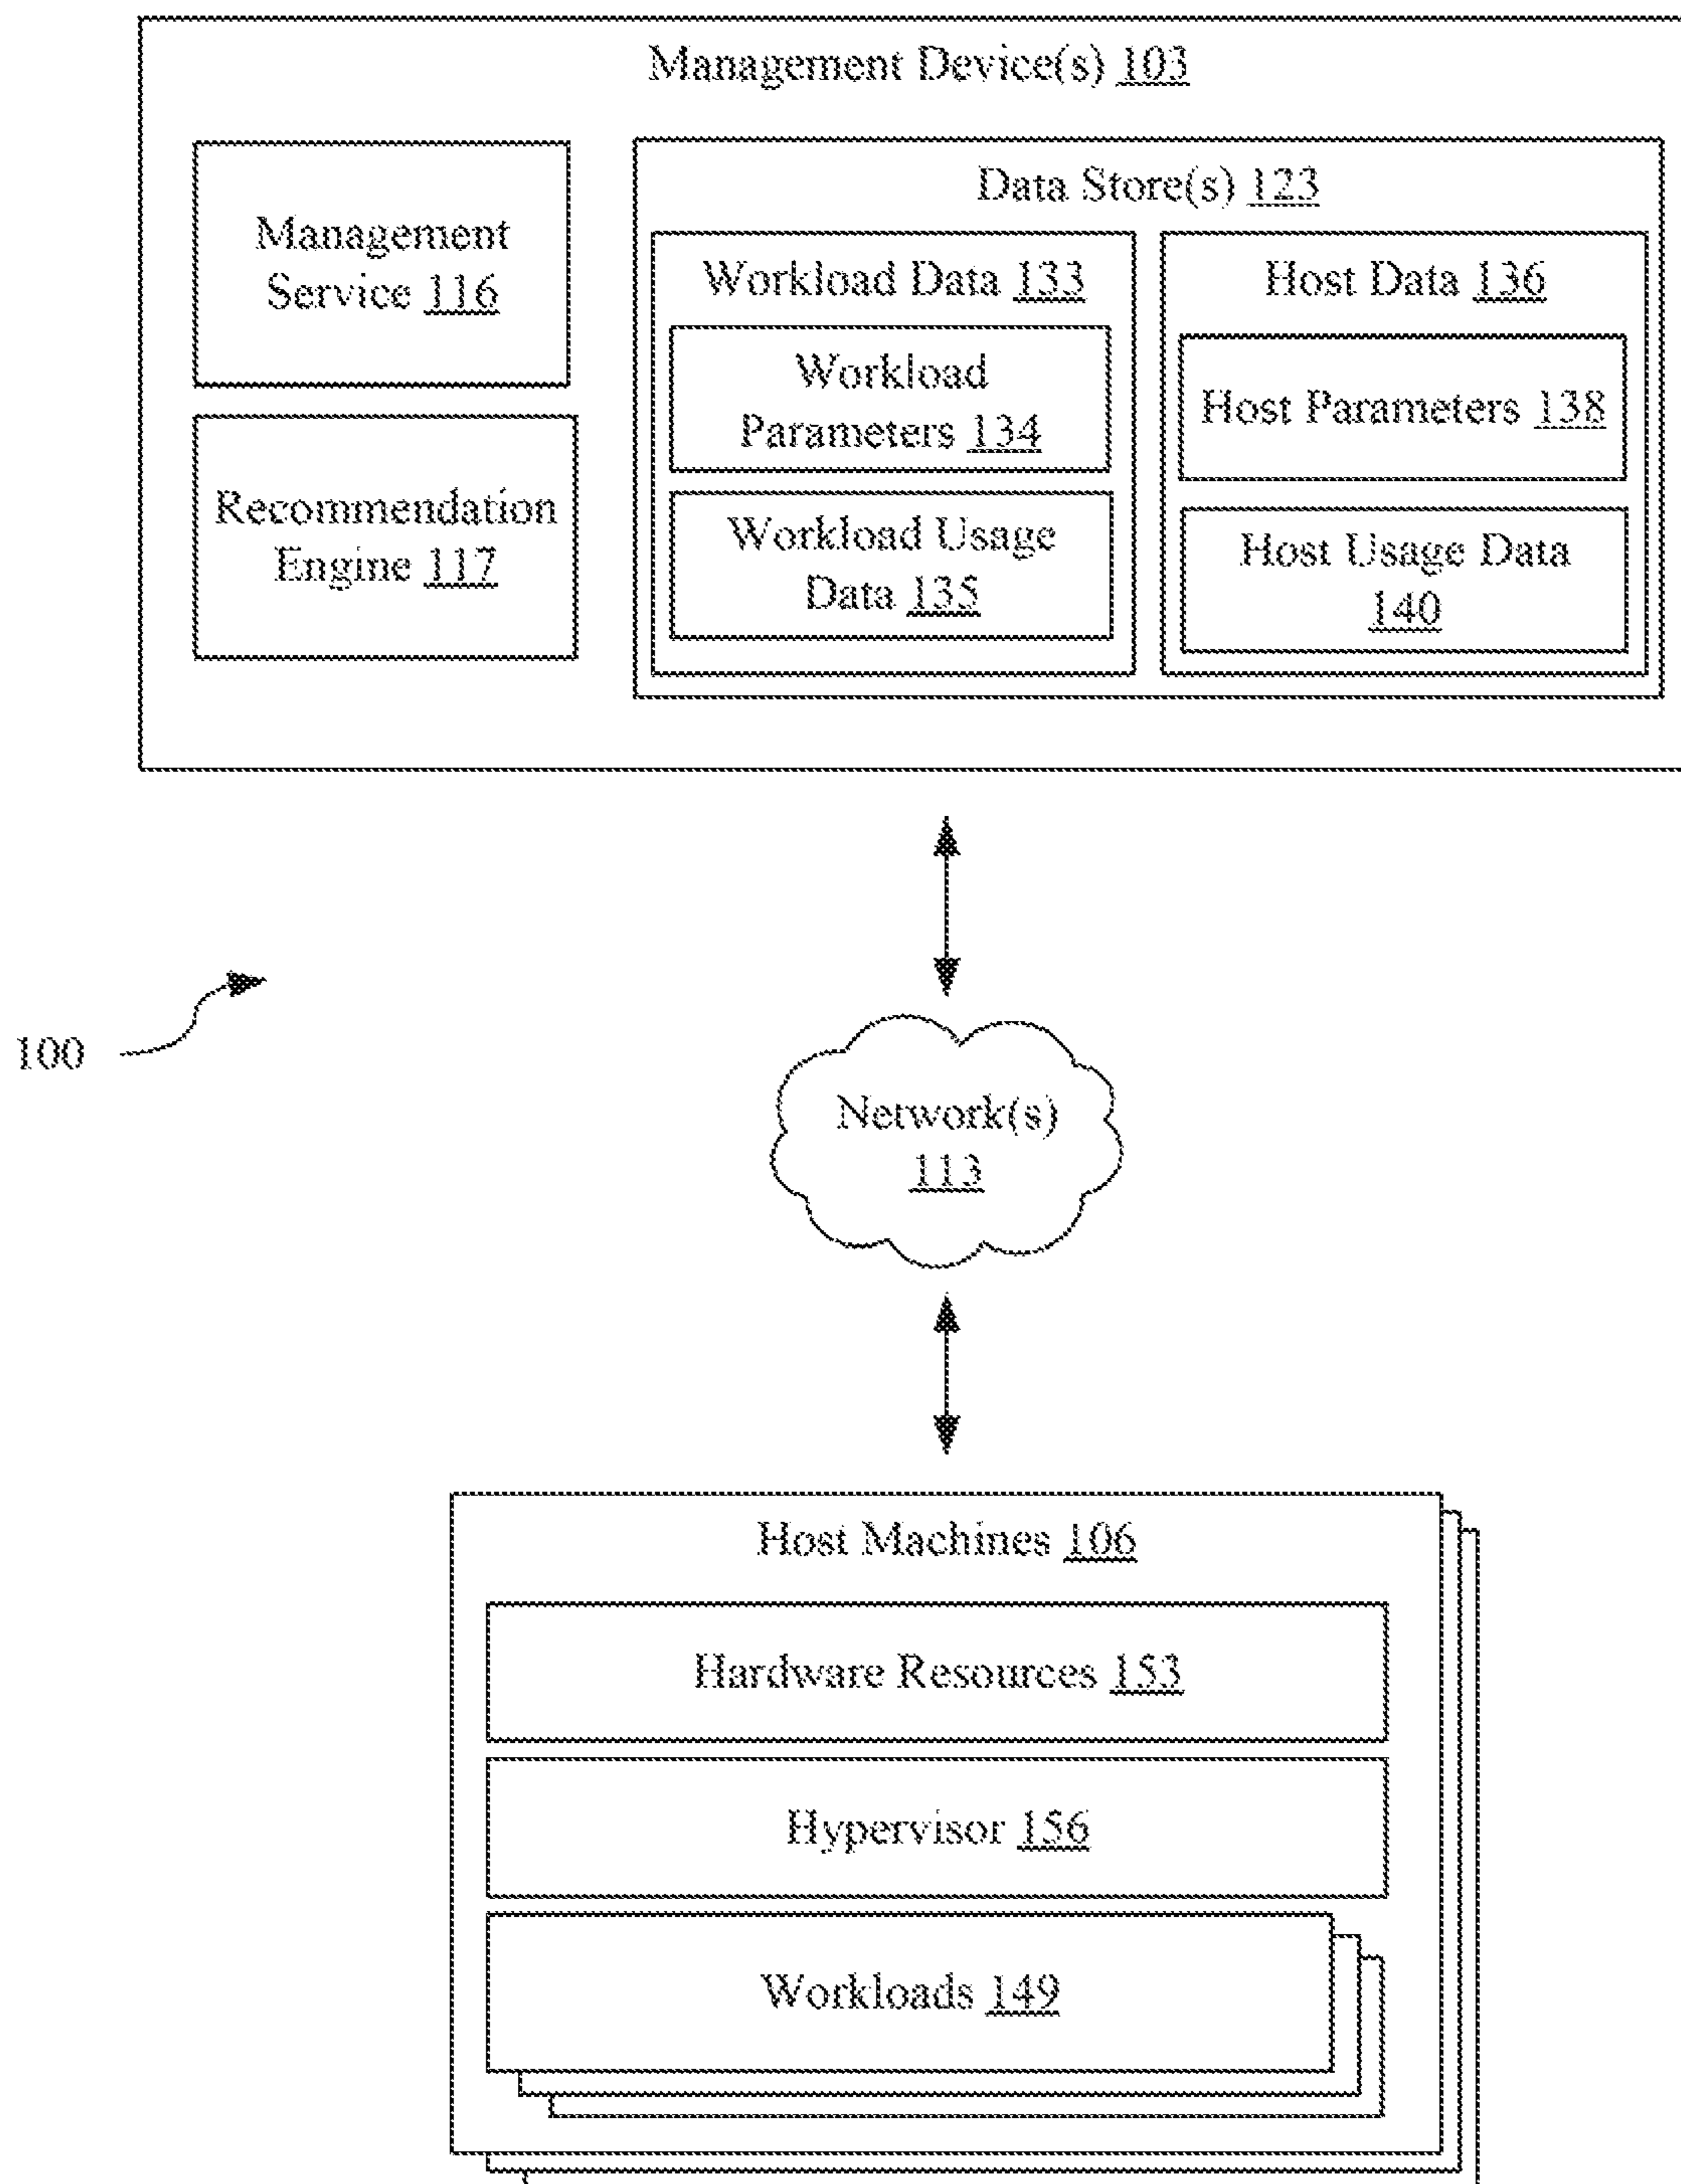 Management Device(s) 103
Management
Service 116
Recommendation
Engine 117
Data Store(s) 123
Workload Data 133
Workload
Parameters 134
Workload Usage
Data 135
Host Data 136
Host Parameters 138
Host Usage Data
140
100
Network(s)
113
Host Machines 106
Hardware Resources 153
Hypervisor 156
Workloads 149